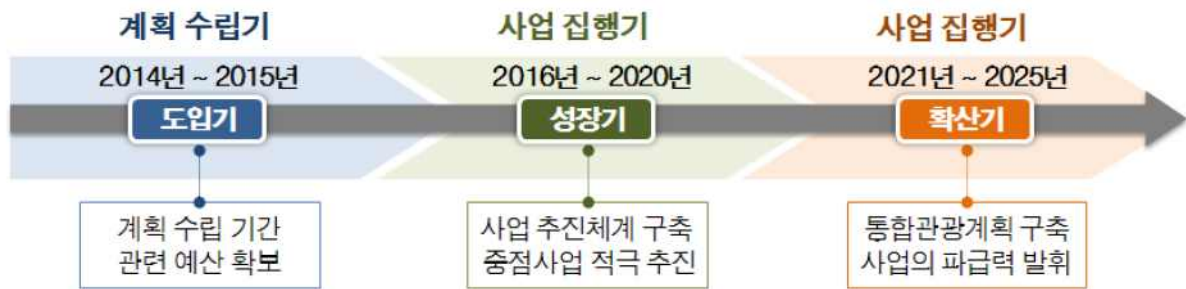 계획 수립기
사업 집행기
사업 집행기
2014년 ~ 2015년
2016년 ~ 2020년
2021년 ~ 2025년
도입기
성장기
확산기
계획 수립 기간
관련 예산 확보
사업 추진체계 구축
중점사업 적극 추진
통합관광계획 구축
사업의 파급력 발휘